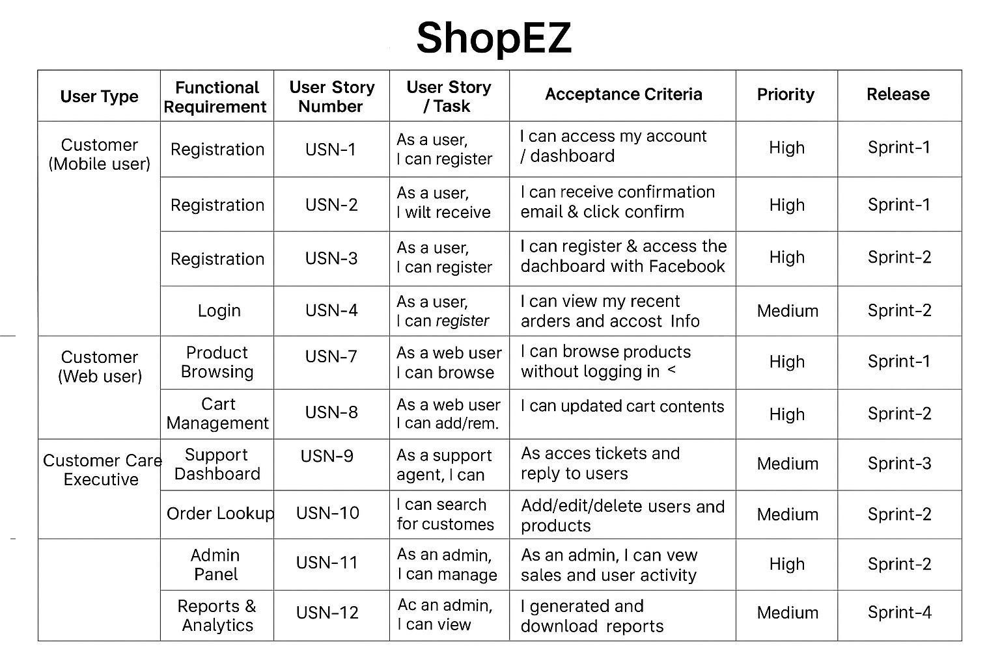 ShopEZ
User Type
Functional
Requirement
User Story
Number
User Story
/ Task
Acceptance Criteria
Priority
Release
Customer
(Mobile user)
Registration
USN-1
As a user,
I can register
I can access my account
/ dashboard
High
Sprint-1
Registration
USN-2
As a user,
I wilt receive
I can receive confirmation
email & click confirm
High
Sprint-1
Registration
USN-3
As a user,
I can register
I can register & access the
dachboard with Facebook
High
Sprint-2
Login
USN-4
As a user,
I can register
I can view my recent
arders and accost Info
Medium
Sprint-2
Customer
(Web user)
Product
Browsing
USN-7
As a web user
I can browse
I can browse products
without logging in <
High
Sprint-1
Cart
Management
USN-8
As a web user
I can add/rem.
I can updated cart contents
High
Sprint-2
Customer Care
Executive
Support
Dashboard
USN-9
As a support
agent, I can
As acces tickets and
reply to users
Medium
Sprint-3
Order Lookup
USN-10
I can search
for customes
Add/edit/delete users and
products
Medium
Sprint-2
Admin
Panel
USN-11
As an admin,
I can manage
As an admin, I can vew
sales and user activity
High
Sprint-2
Reports &
Analytics
USN-12
Ac an admin,
I can view
I generated and
download reports
Medium
Sprint-4